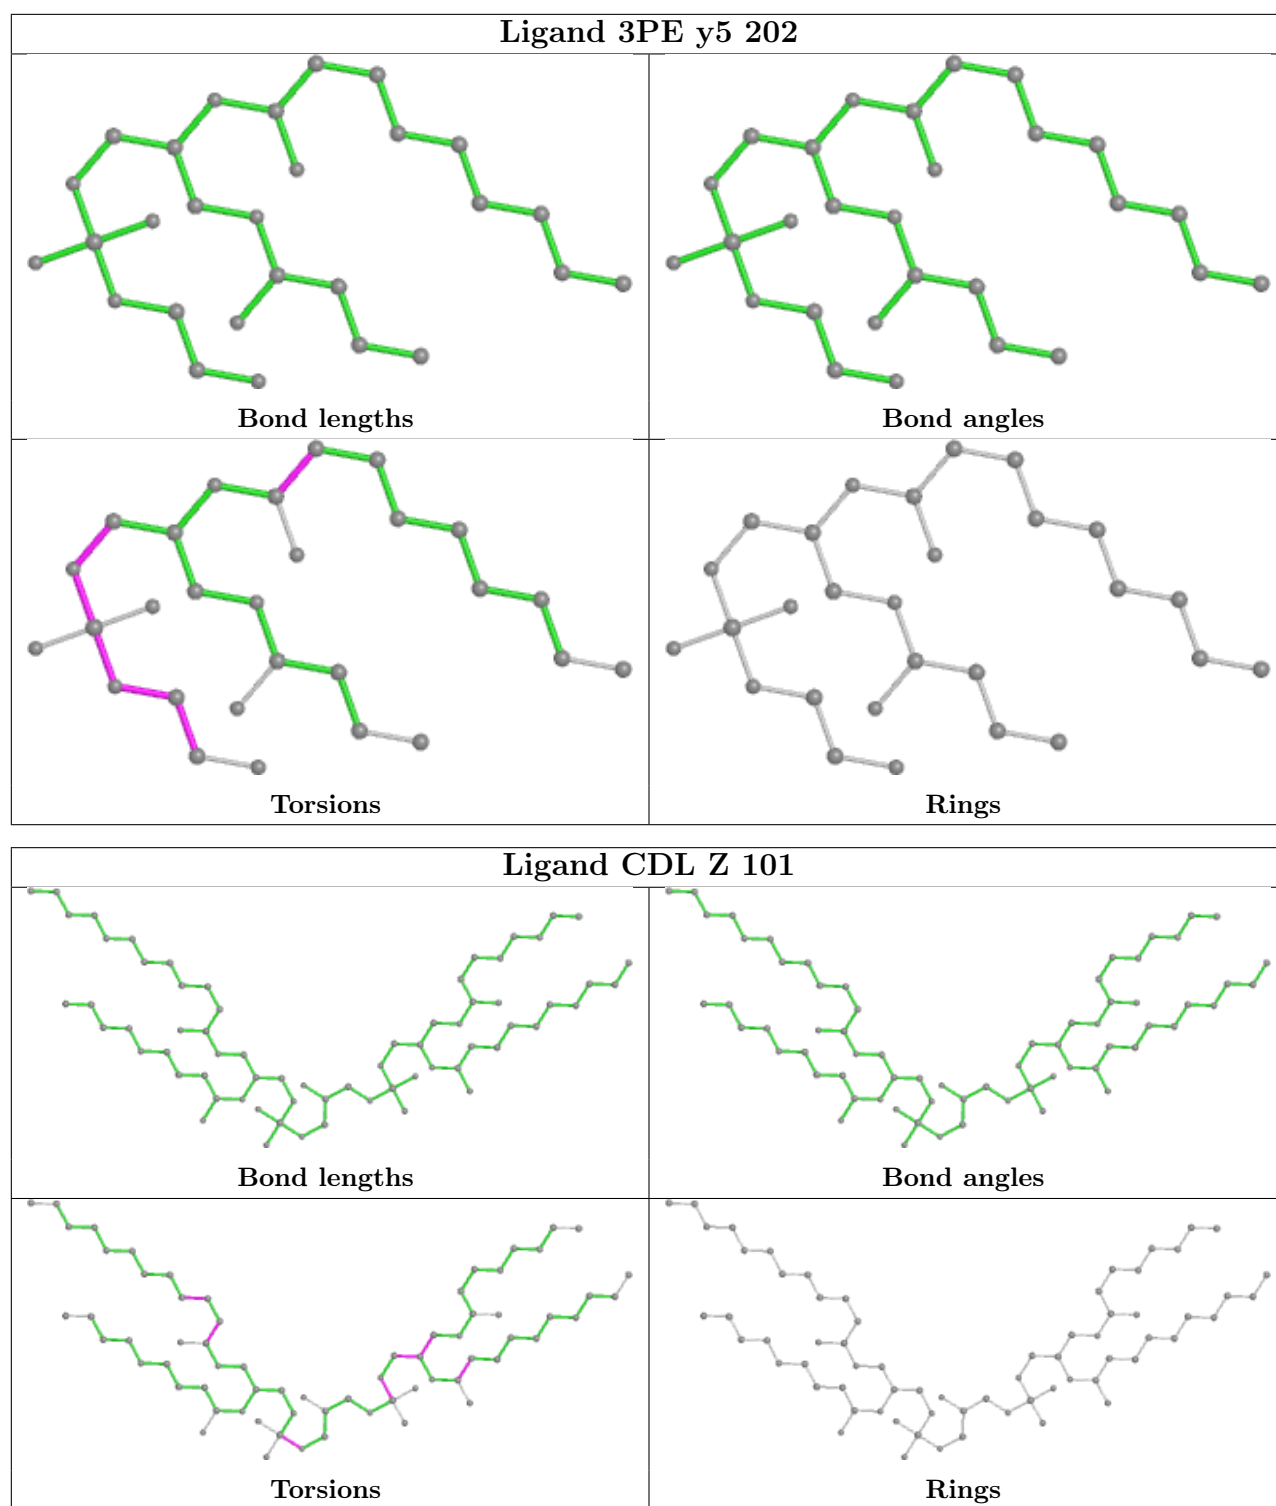 Ligand 3PE y5 202
Bond lengths
Bond angles
Torsions
Rings
Ligand CDL Z 101
Bond lengths
Bond angles
Torsions
Rings